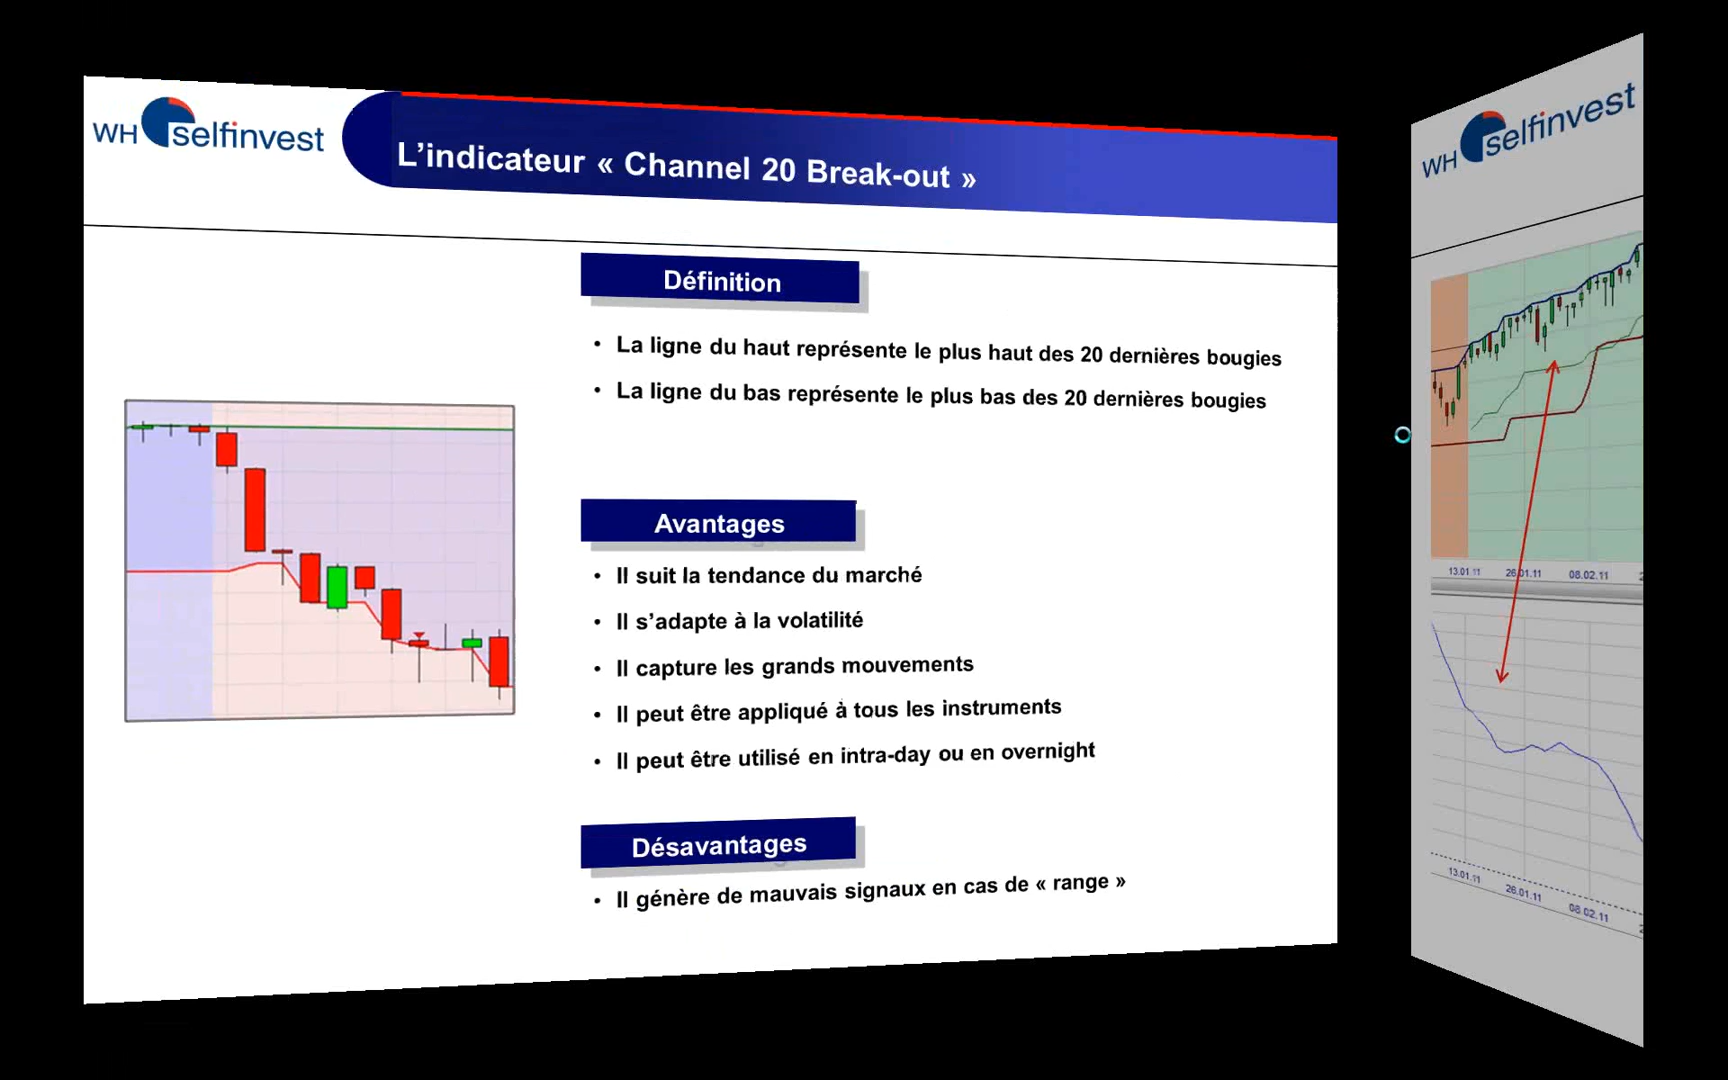 WH selfinvest
L'indicateur « Channel 20 Break-out »
Définition
• La ligne du haut représente le plus haut des 20 dernières bougies
• La ligne du bas représente le plus bas des 20 dernières bougies
Avantages
• Il suit la tendance du marché
• Il s'adapte à la volatilité
• Il capture les grands mouvements
• Il peut être appliqué à tous les instruments
• Il peut être utilisé en intra-day ou en overnight
Désavantages
• Il génère de mauvais signaux en cas de « range »
WH selfinvest
13.01.11 26.01.11 08.02.11
13.01.11 26.01.11 08.02.11